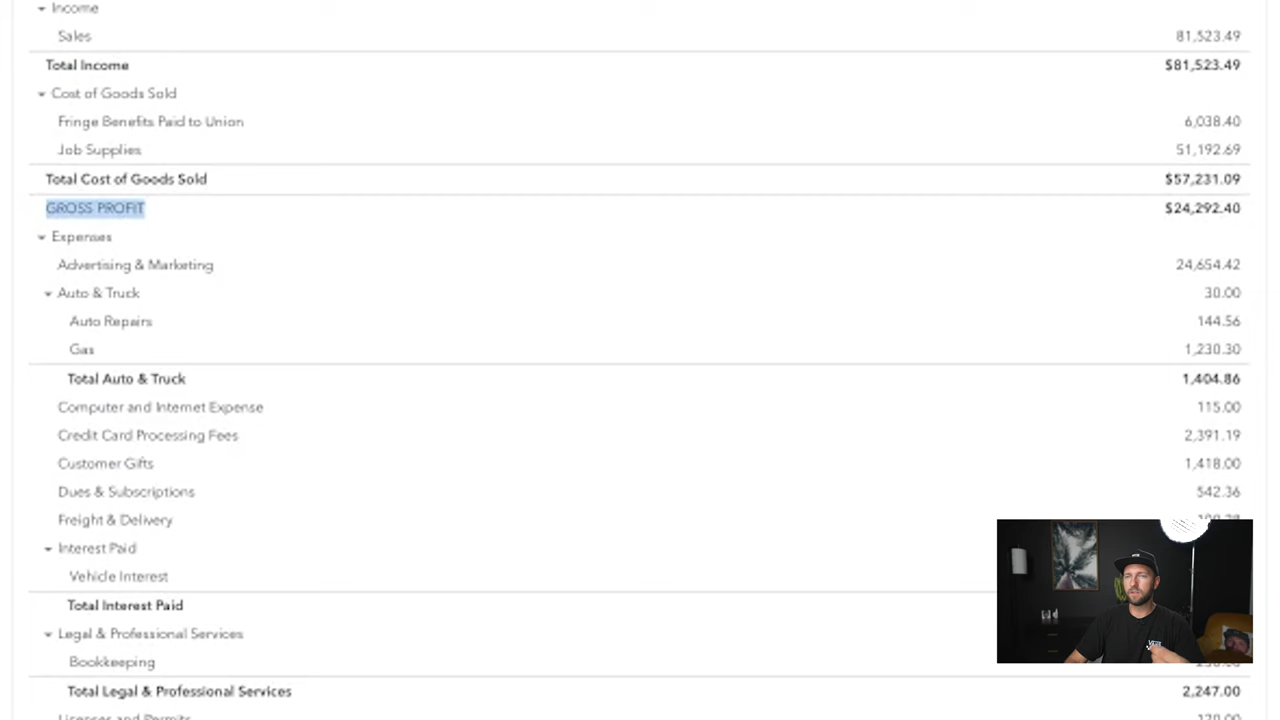 Income
Sales 81,523.49
Total Income $81,523.49
Cost of Goods Sold
Fringe Benefits Paid to Union 6,038.40
Job Supplies 51,192.69
Total Cost of Goods Sold $57,231.09
GROSS PROFIT $24,292.40
Expenses
Advertising & Marketing 24,654.42
Auto & Truck 30.00
Auto Repairs 144.56
Gas 1,230.30
Total Auto & Truck 1,404.86
Computer and Internet Expense 115.00
Credit Card Processing Fees 2,391.19
Customer Gifts 1,418.00
Dues & Subscriptions 542.36
Freight & Delivery
Interest Paid
Vehicle Interest
Total Interest Paid
Legal & Professional Services
Bookkeeping
Total Legal & Professional Services 2,247.00
Licenses and Permits